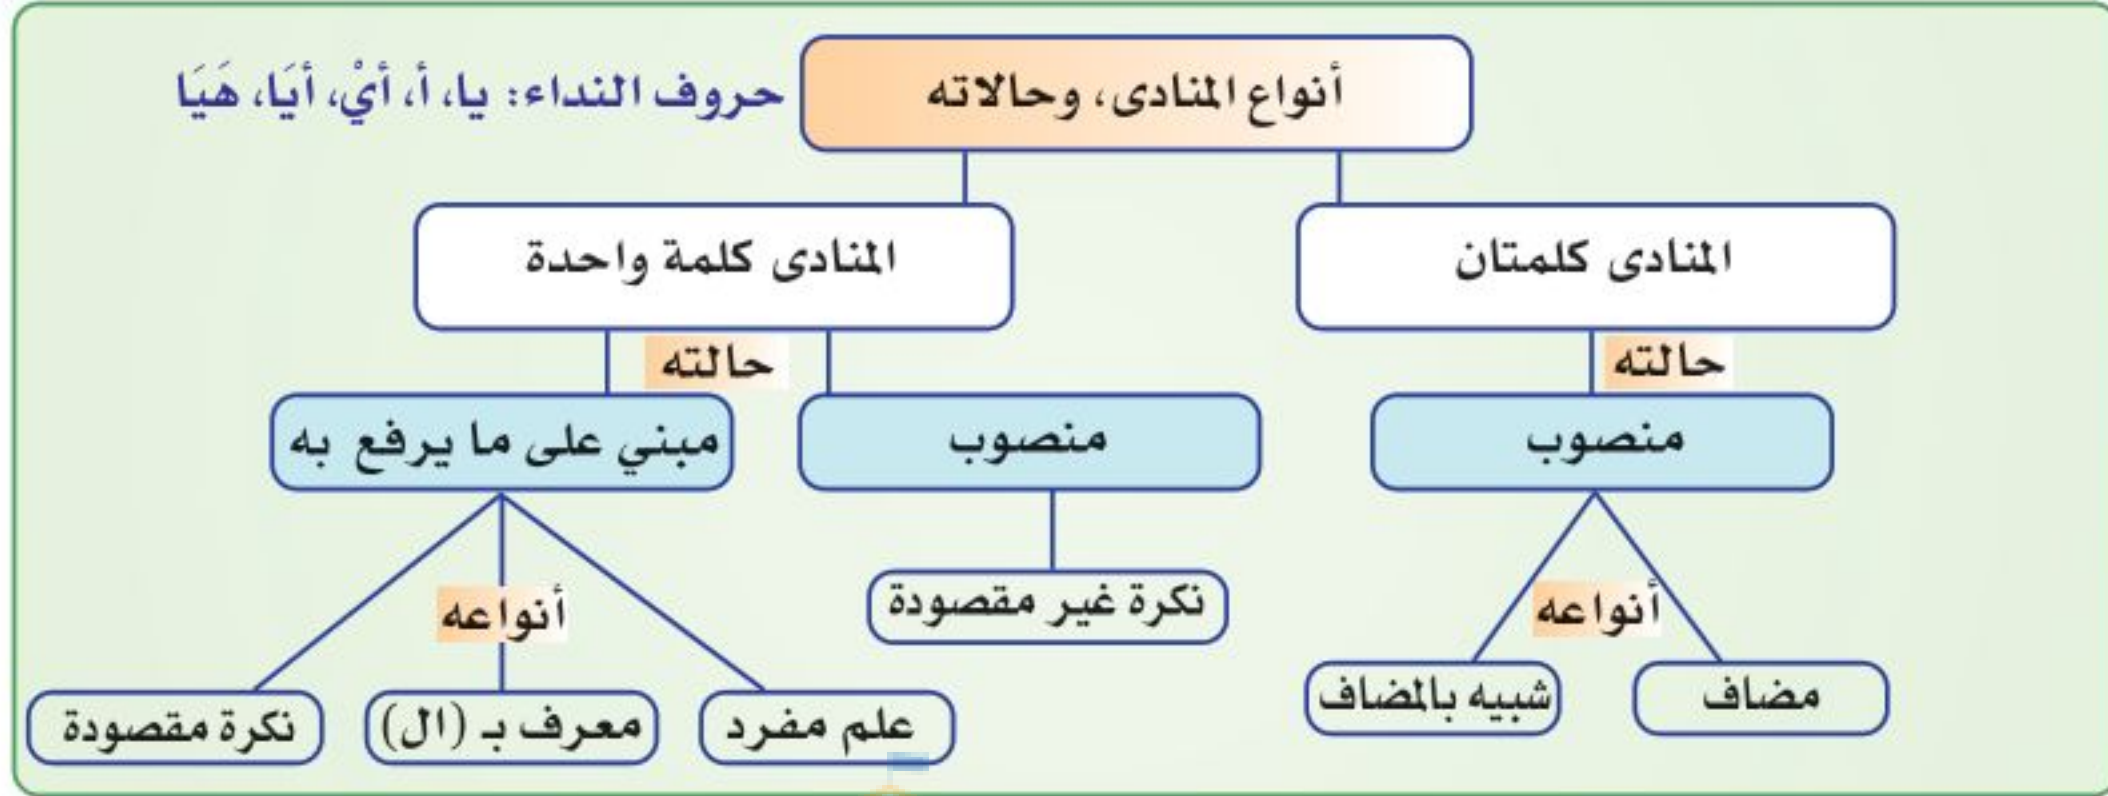 أنواع المنادى، وحالاته
حروف النداء: يا، أ، أيْ، أيَا، هَيَا
المنادى كلمتان
المنادى كلمة واحدة
حالته
حالته
منصوب
منصوب
مبني على ما يرفع به
أنواعه
نكرة غير مقصودة
أنواعه
مضاف
شبيه بالمضاف
علم مفرد
معرف بـ (ال)
نكرة مقصودة